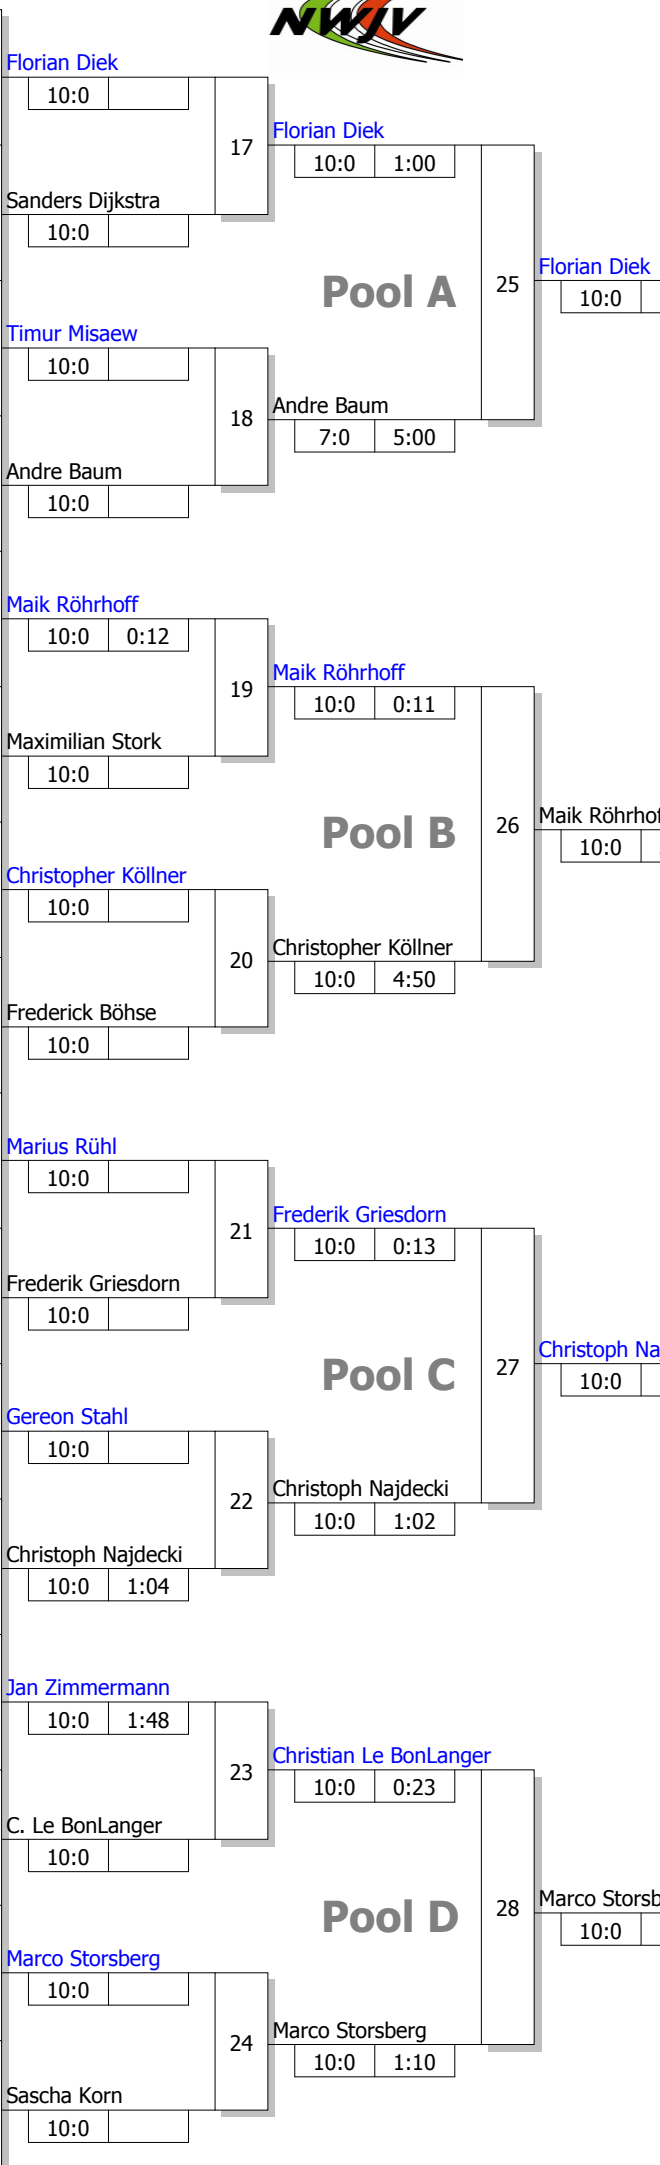 NWJV
Florian Diek
10:0
17
Florian Diek
10:0 1:00
Sanders Dijkstra
10:0
Pool A
25
Florian Diek
10:0
Timur Misaew
10:0
18
Andre Baum
7:0 5:00
Andre Baum
10:0
Maik Röhrhoff
10:0 0:12
19
Maik Röhrhoff
10:0 0:11
Maximilian Stork
10:0
Pool B
26
Maik Röhrhof
10:0
Christopher Köllner
10:0
20
Christopher Köllner
10:0 4:50
Frederick Böhse
10:0
Marius Rühl
10:0
21
Frederik Griesdorn
10:0 0:13
Frederik Griesdorn
10:0
Pool C
27
Christoph Na
10:0
Gereon Stahl
10:0
22
Christoph Najdecki
10:0 1:02
Christoph Najdecki
10:0 1:04
Jan Zimmermann
10:0 1:48
23
Christian Le BonLanger
10:0 0:23
C. Le BonLanger
10:0
Pool D
28
Marco Storsb
10:0
Marco Storsberg
10:0
24
Marco Storsberg
10:0 1:10
Sascha Korn
10:0